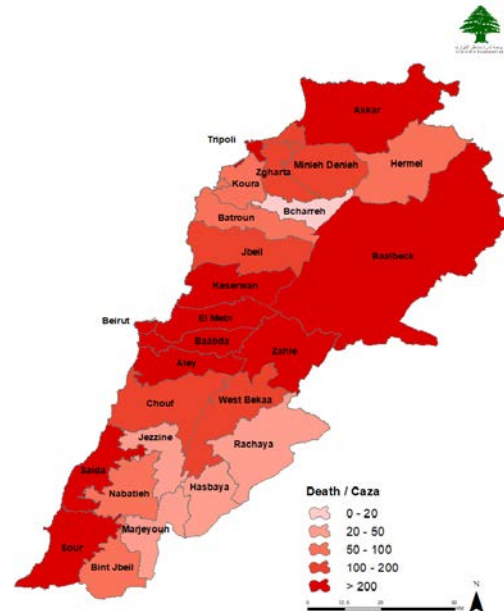 Akkar
Tripoli
Zgharta
Minieh Denieh
Hermel
Koura
Bcharreh
Batroun
Jbeil
Baalbeck
Keserwan
El Metn
Beirut
Baabda
Zahle
Aley
Chouf
West Bekaa
Jezzine
Rachaya
Saida
Hasbaya
Nabatieh
Marjeyoun
Sour
Bint Jbeil
Death / Caza
0 - 20
20 - 50
50 - 100
100 - 200
> 200
N